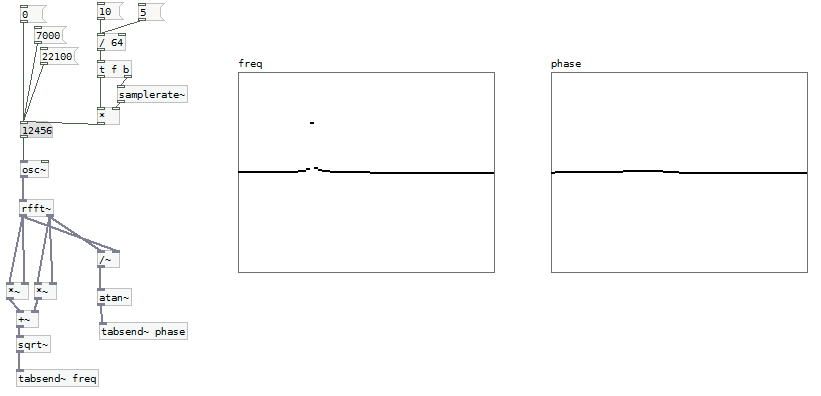 0
10
5
7000
22100
/ 64
t f b
samplerate~
*
12456
osc~
rfft~
/~
*~
*~
atan~
+~
tabsend~ phase
sqrt~
tabsend~ freq
freq
phase